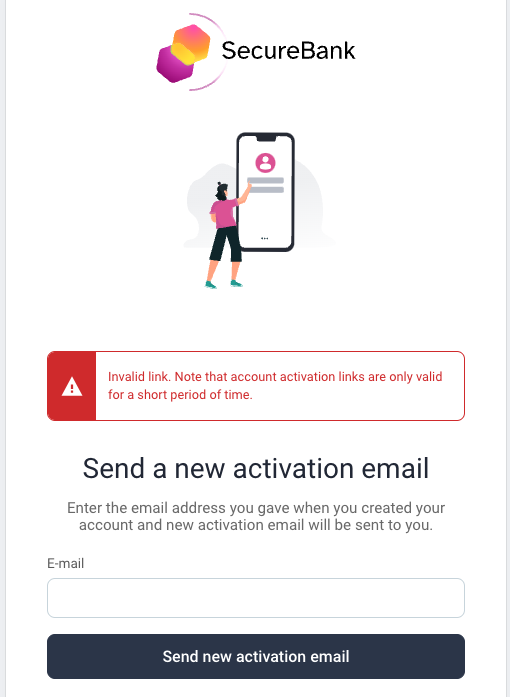 SecureBank
Invalid link. Note that account activation links are only valid
for a short period of time.
Send a new activation email
Enter the email address you gave when you created your
account and new activation email will be sent to you.
E-mail
Send new activation email